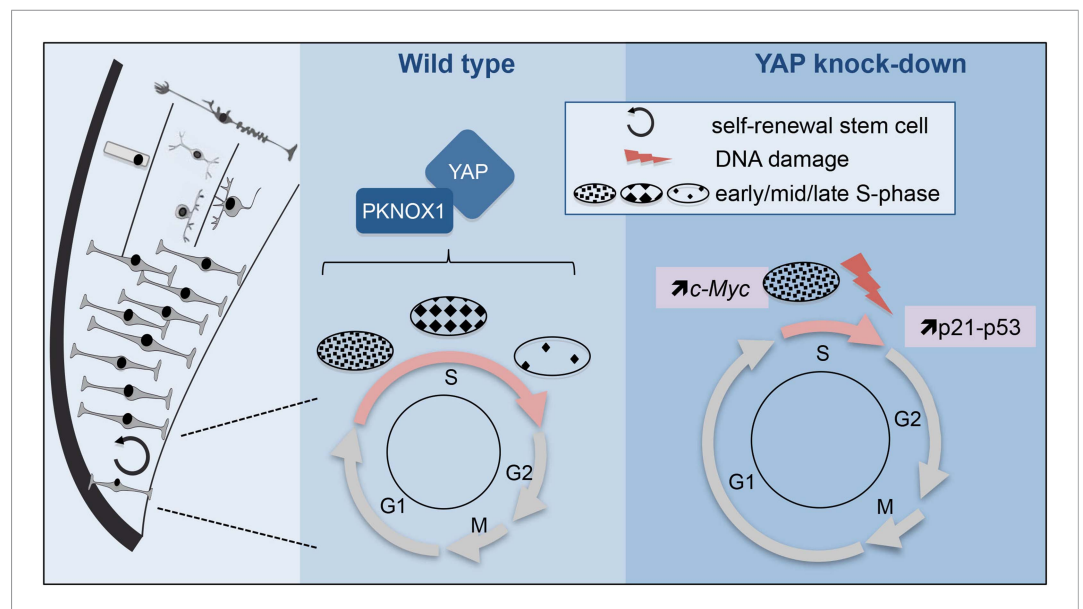 Wild type
YAP knock-down
self-renewal stem cell
DNA damage
early/mid/late S-phase
YAP
PKNOX1
S
G2
M
G1
↗c-Myc
↗p21-p53
S
G2
M
G1